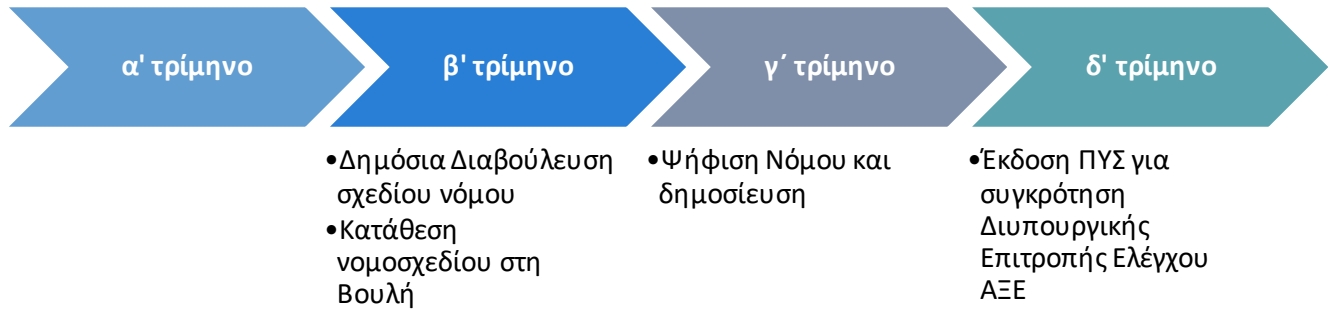 α' τρίμηνο
β' τρίμηνο
γ΄ τρίμηνο
δ' τρίμηνο
•Δημόσια Διαβούλευση
σχεδίου νόμου
•Κατάθεση
νομοσχεδίου στη
Βουλή
•Ψήφιση Νόμου και
δημοσίευση
•Έκδοση ΠΥΣ για
συγκρότηση
Διυπουργικής
Επιτροπής Ελέγχου
ΑΞΕ